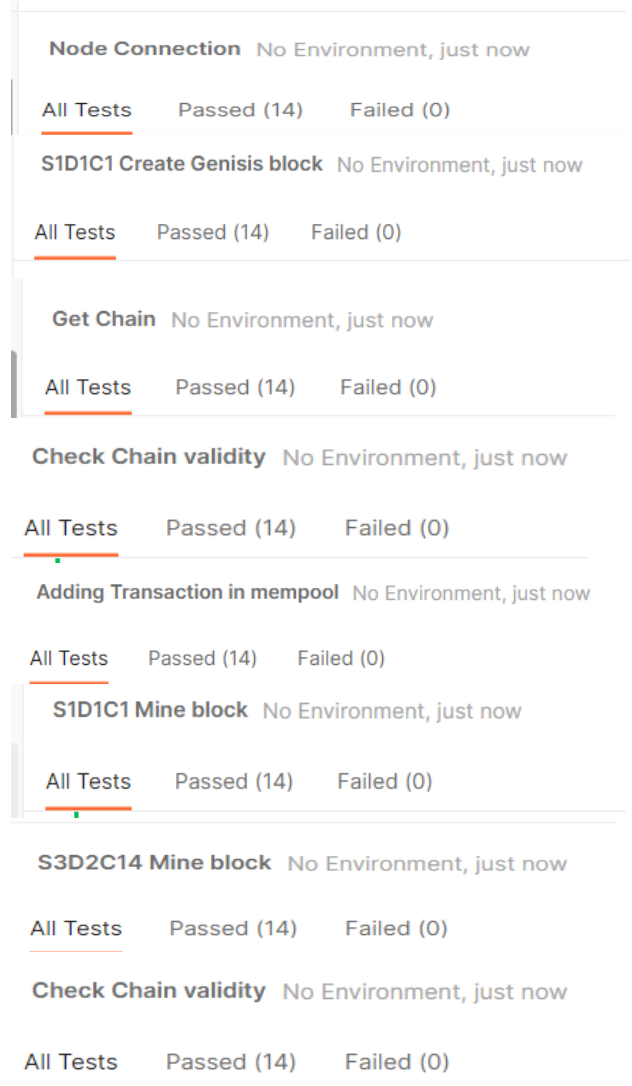 Node Connection No Environment, just now
All Tests Passed (14) Failed (0)
S1D1C1 Create Genisis block No Environment, just now
All Tests Passed (14) Failed (0)
Get Chain No Environment, just now
All Tests Passed (14) Failed (0)
Check Chain validity No Environment, just now
All Tests Passed (14) Failed (0)
Adding Transaction in mempool No Environment, just now
All Tests Passed (14) Failed (0)
S1D1C1 Mine block No Environment, just now
All Tests Passed (14) Failed (0)
S3D2C14 Mine block No Environment, just now
All Tests Passed (14) Failed (0)
Check Chain validity No Environment, just now
All Tests Passed (14) Failed (0)